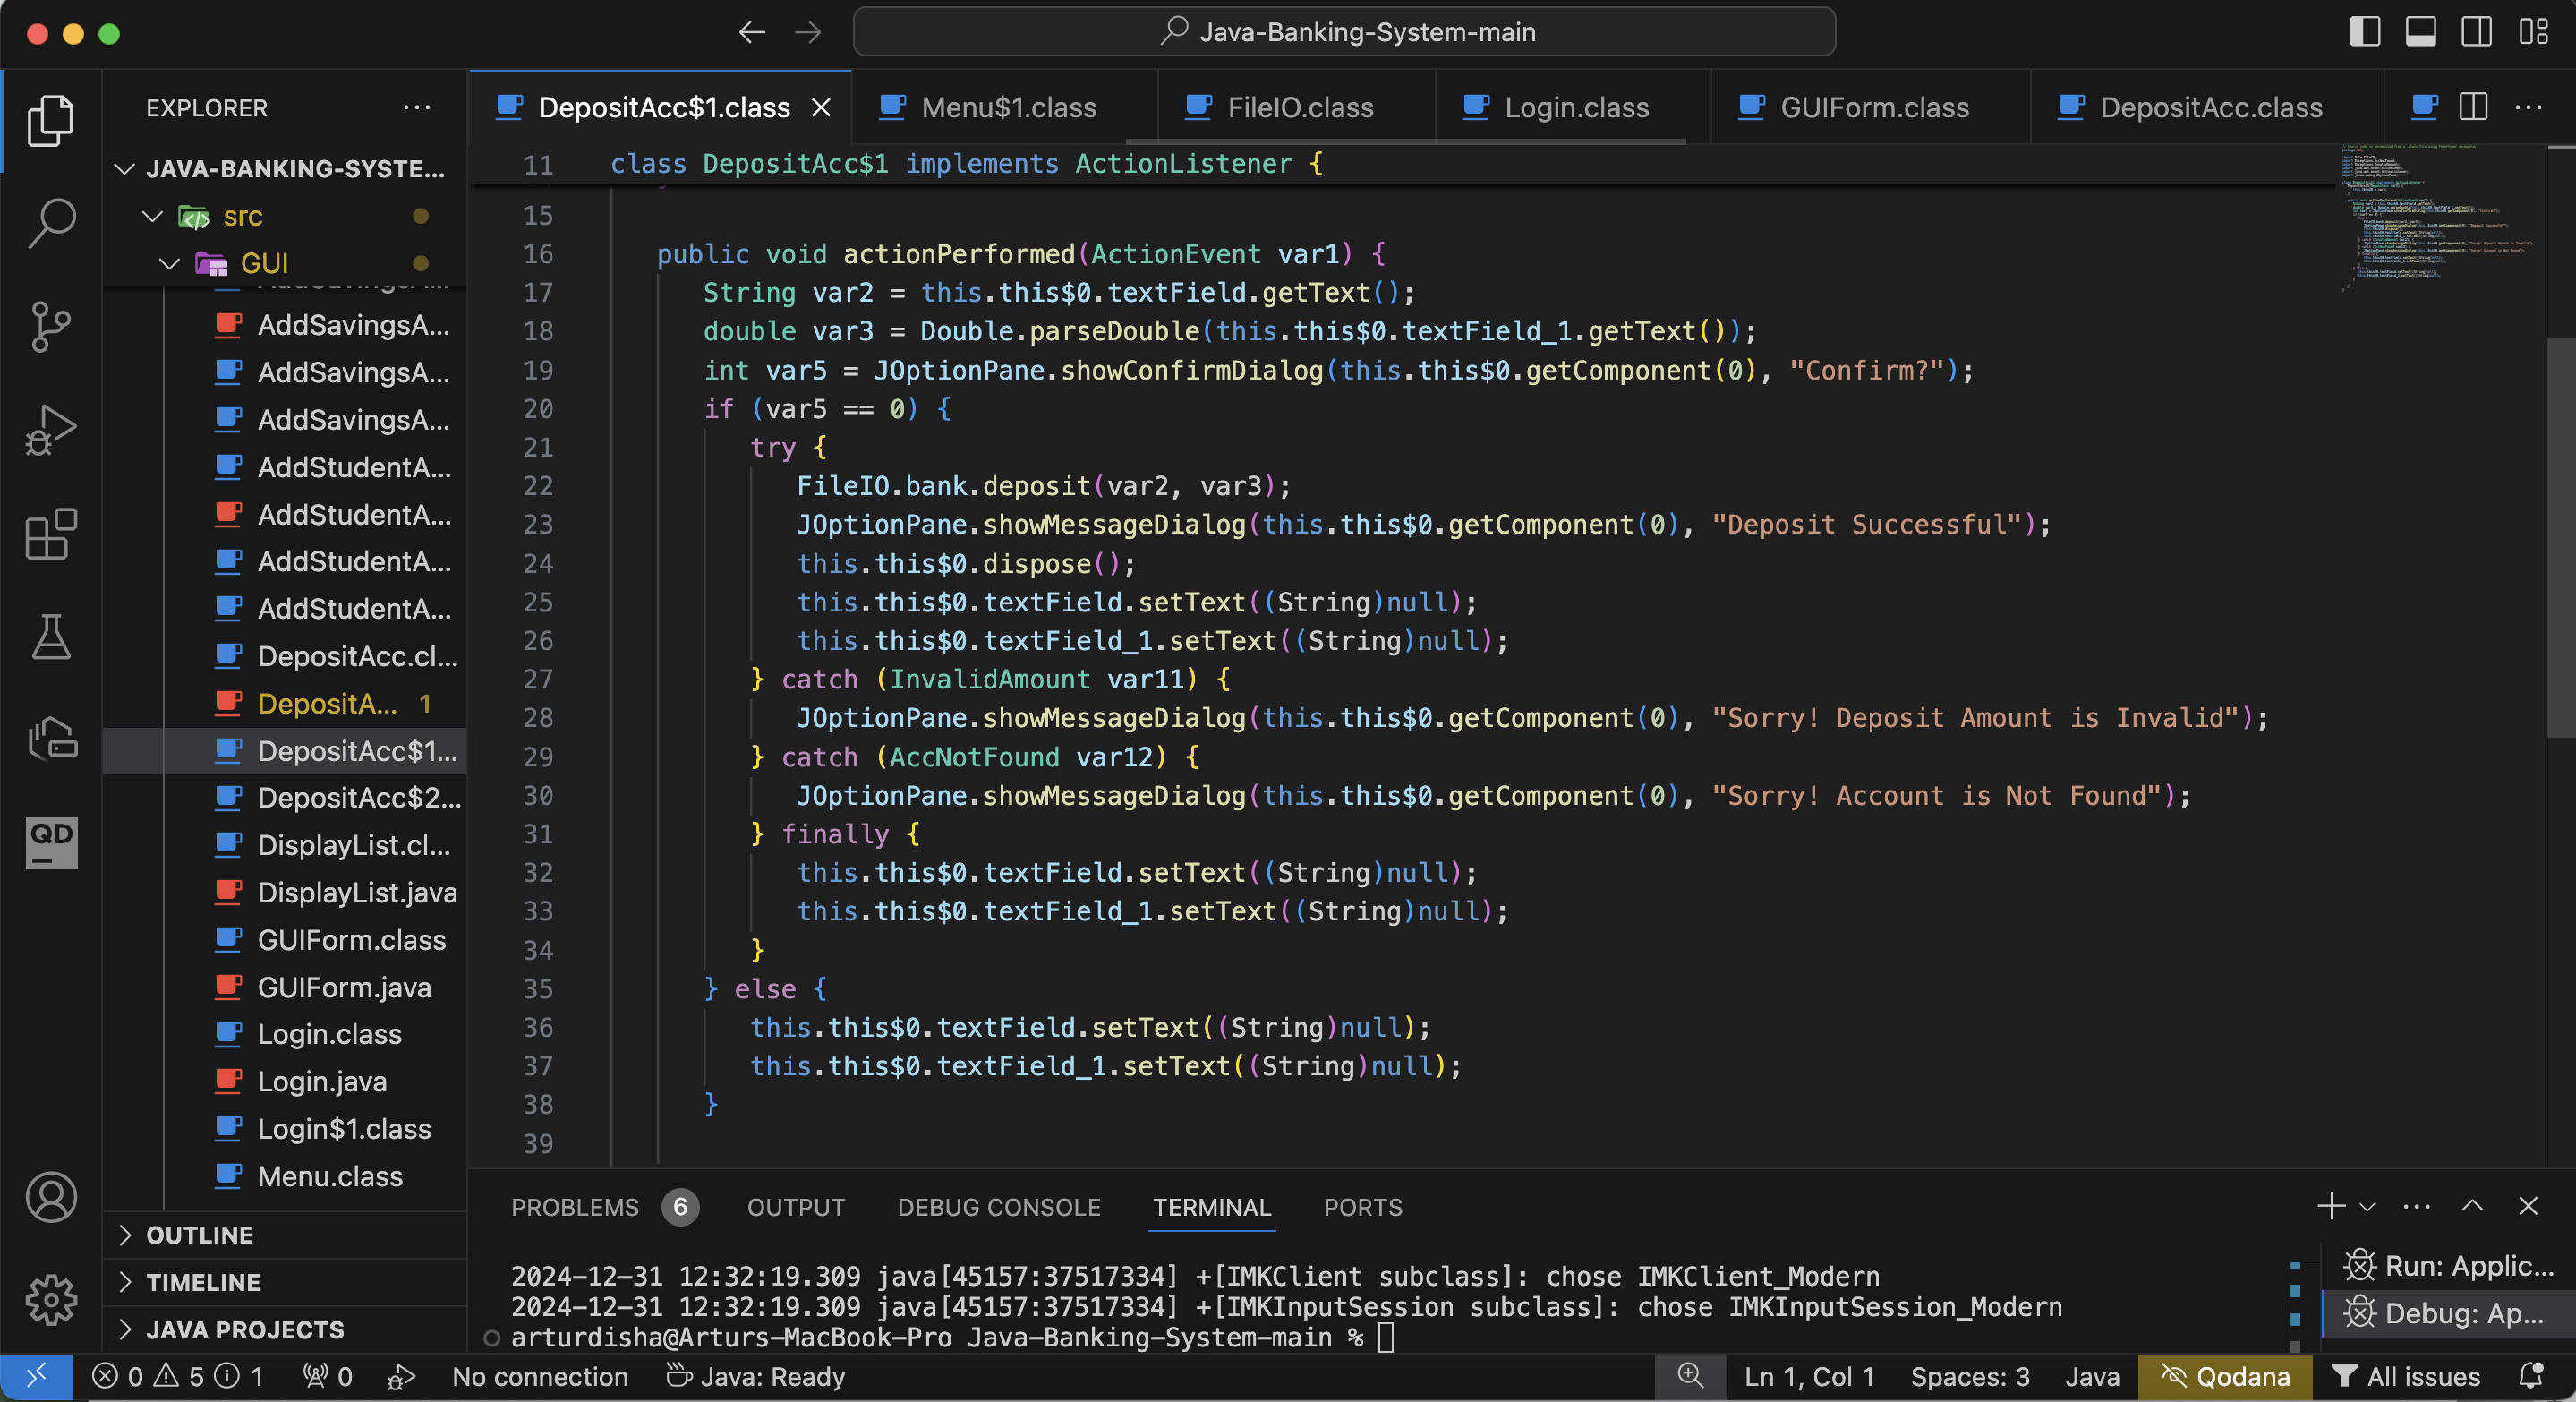 Java-Banking-System-main
EXPLORER
DepositAcc$1.class
Menu$1.class
FileIO.class
Login.class
GUIForm.class
DepositAcc.class
JAVA-BANKING-SYSTE...
src
GUI
AddSavingsA...
AddSavingsA...
AddSavingsA...
AddStudentA...
AddStudentA...
AddStudentA...
AddStudentA...
DepositAcc.cl...
DepositA... 1
DepositAcc$1...
DepositAcc$2...
DisplayList.cl...
DisplayList.java
GUIForm.class
GUIForm.java
Login.class
Login.java
Login$1.class
Menu.class
OUTLINE
TIMELINE
JAVA PROJECTS
QD
11 class DepositAcc$1 implements ActionListener {
15
16 public void actionPerformed(ActionEvent var1) {
17 String var2 = this.this$0.textField.getText();
18 double var3 = Double.parseDouble(this.this$0.textField_1.getText());
19 int var5 = JOptionPane.showConfirmDialog(this.this$0.getComponent(0), "Confirm?");
20 if (var5 == 0) {
21 try {
22 FileIO.bank.deposit(var2, var3);
23 JOptionPane.showMessageDialog(this.this$0.getComponent(0), "Deposit Successful");
24 this.this$0.dispose();
25 this.this$0.textField.setText((String)null);
26 this.this$0.textField_1.setText((String)null);
27 } catch (InvalidAmount var11) {
28 JOptionPane.showMessageDialog(this.this$0.getComponent(0), "Sorry! Deposit Amount is Invalid");
29 } catch (AccNotFound var12) {
30 JOptionPane.showMessageDialog(this.this$0.getComponent(0), "Sorry! Account is Not Found");
31 } finally {
32 this.this$0.textField.setText((String)null);
33 this.this$0.textField_1.setText((String)null);
34 }
35 } else {
36 this.this$0.textField.setText((String)null);
37 this.this$0.textField_1.setText((String)null);
38 }
39
PROBLEMS 6 OUTPUT DEBUG CONSOLE TERMINAL PORTS
2024-12-31 12:32:19.309 java[45157:37517334] +[IMKClient subclass]: chose IMKClient_Modern
2024-12-31 12:32:19.309 java[45157:37517334] +[IMKInputSession subclass]: chose IMKInputSession_Modern
arturdisha@Arturs-MacBook-Pro Java-Banking-System-main %
Run: Applic...
Debug: Ap...
0 5 1 0 No connection Java: Ready Ln 1, Col 1 Spaces: 3 Java Qodana All issues